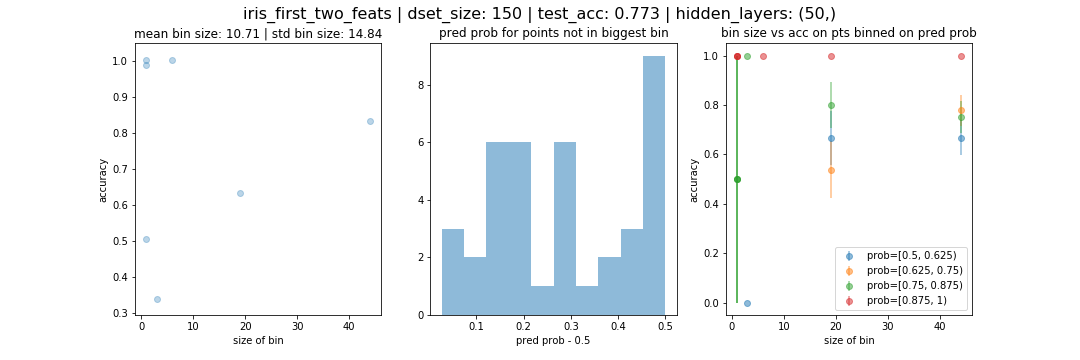 iris_first_two_feats | dset_size: 150 | test_acc: 0.773 | hidden_layers: (50,)
mean bin size: 10.71 | std bin size: 14.84
1.0
0.9
0.8
0.7
0.6
0.5
0.4
0.3
accuracy
0
10
20
30
40
size of bin
pred prob for points not in biggest bin
8
6
4
2
0
0.1
0.2
0.3
0.4
0.5
pred prob - 0.5
bin size vs acc on pts binned on pred prob
1.0
0.8
0.6
0.4
0.2
0.0
accuracy
prob=[0.5, 0.625)
prob=[0.625, 0.75)
prob=[0.75, 0.875)
prob=[0.875, 1)
0
10
20
30
40
size of bin